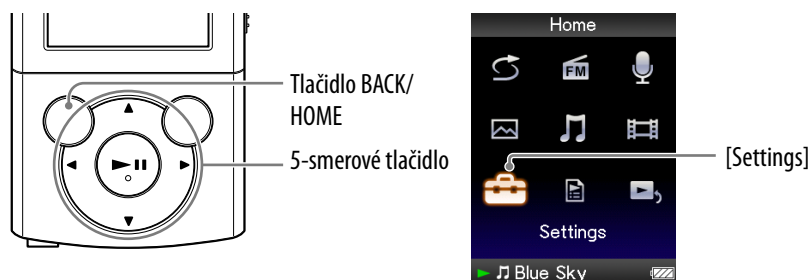 Tlačidlo BACK/
HOME
5-smerové tlačidlo
Home
FM
Settings
Blue Sky
[Settings]